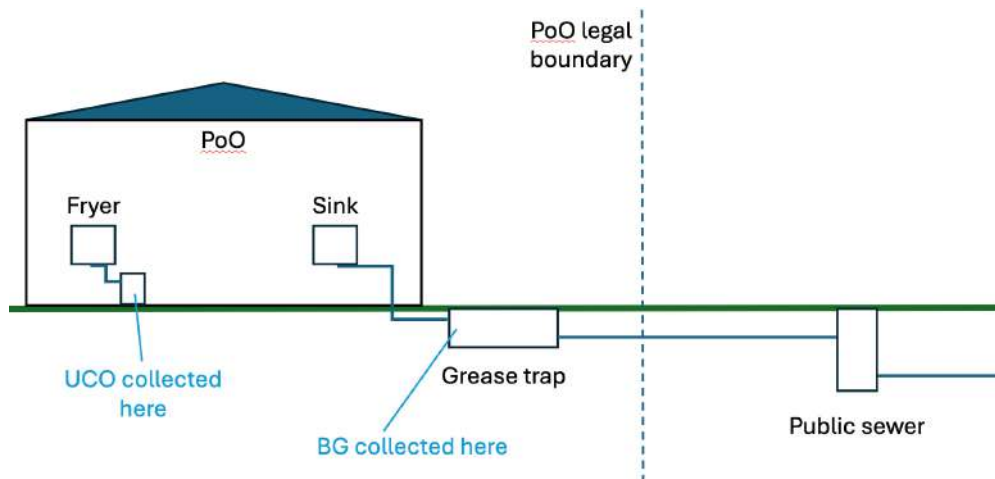 PoO legal
boundary
PoO
Fryer
Sink
UCO collected
here
Grease trap
BG collected here
Public sewer